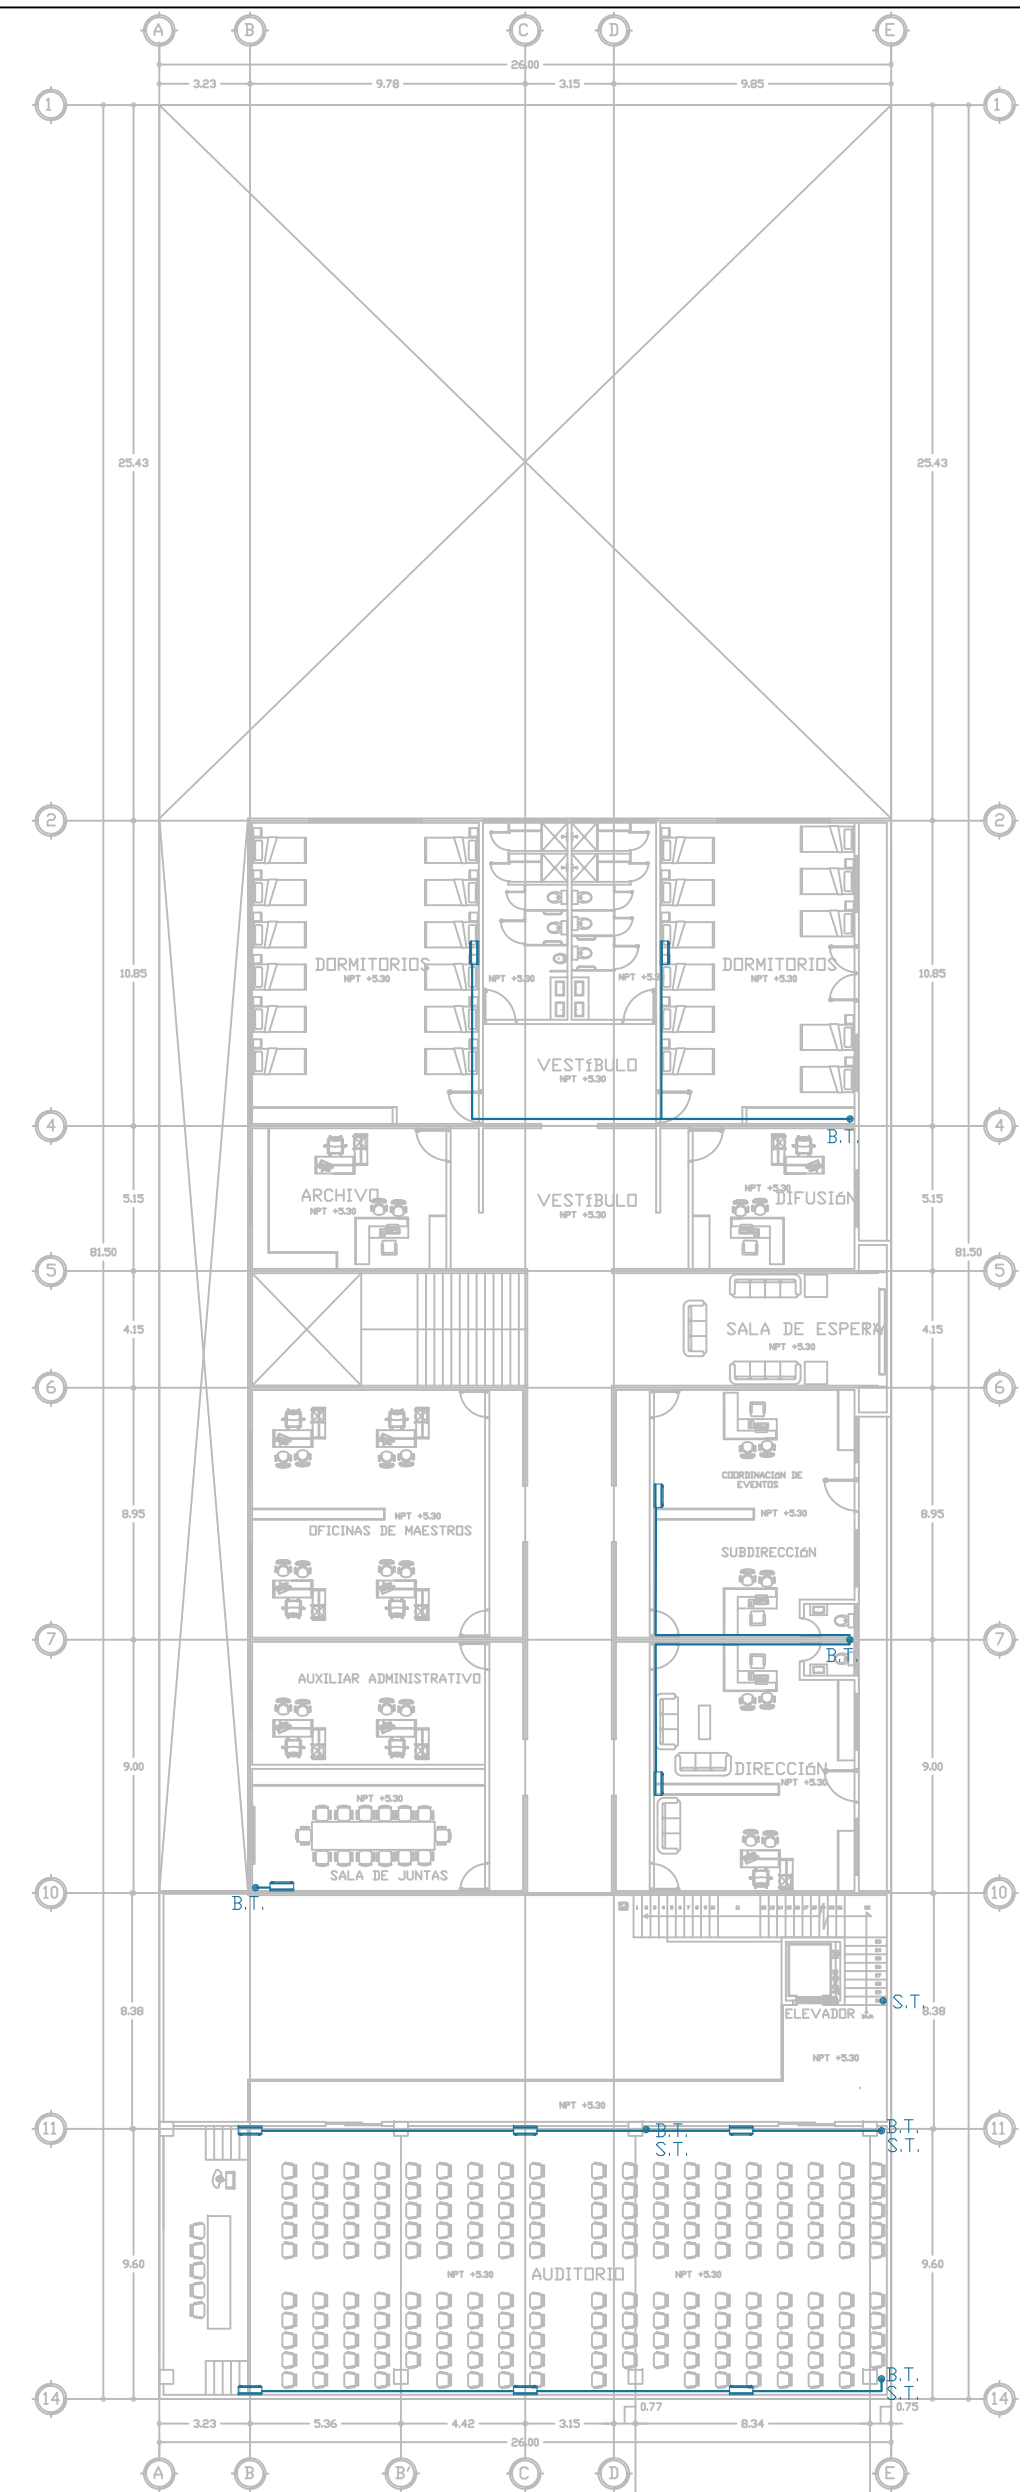 A B C D E
26.00
3.23 9.78 3.15 9.85
1 1
25.43 25.43
2 2
DORMITORIOS DORMITORIOS
10.85 NPT +5.30 NPT +5.30 NPT +5.30 NPT +5.30 10.85
VESTíBULO
NPT +5.30
4 4
B.T.
ARCHIVO VESTíBULO DIFUSIóN
5.15 NPT +5.30 NPT +5.30 NPT +5.30 5.15
81.50 81.50
5 5
4.15 SALA DE ESPERA 4.15
NPT +5.30
6 6
COORDINACIóN DE
EVENTOS
8.95 NPT +5.30 NPT +5.30 8.95
OFICINAS DE MAESTROS
SUBDIRECCIóN
7 7
B.T.
AUXILIAR ADMINISTRATIVO
9.00 DIRECCIóN 9.00
NPT +5.30
NPT +5.30
SALA DE JUNTAS
10 10
B.T.
S.T.
8.38 ELEVADOR 8.38
NPT +5.30
NPT +5.30
11 11
B.T. B.T.
S.T. S.T.
9.60 9.60
NPT +5.30 AUDITORIO NPT +5.30
B.T.
S.T.
14 14
0.77 0.75
3.23 5.36 4.42 3.15 8.34
26.00
A B B' C D E